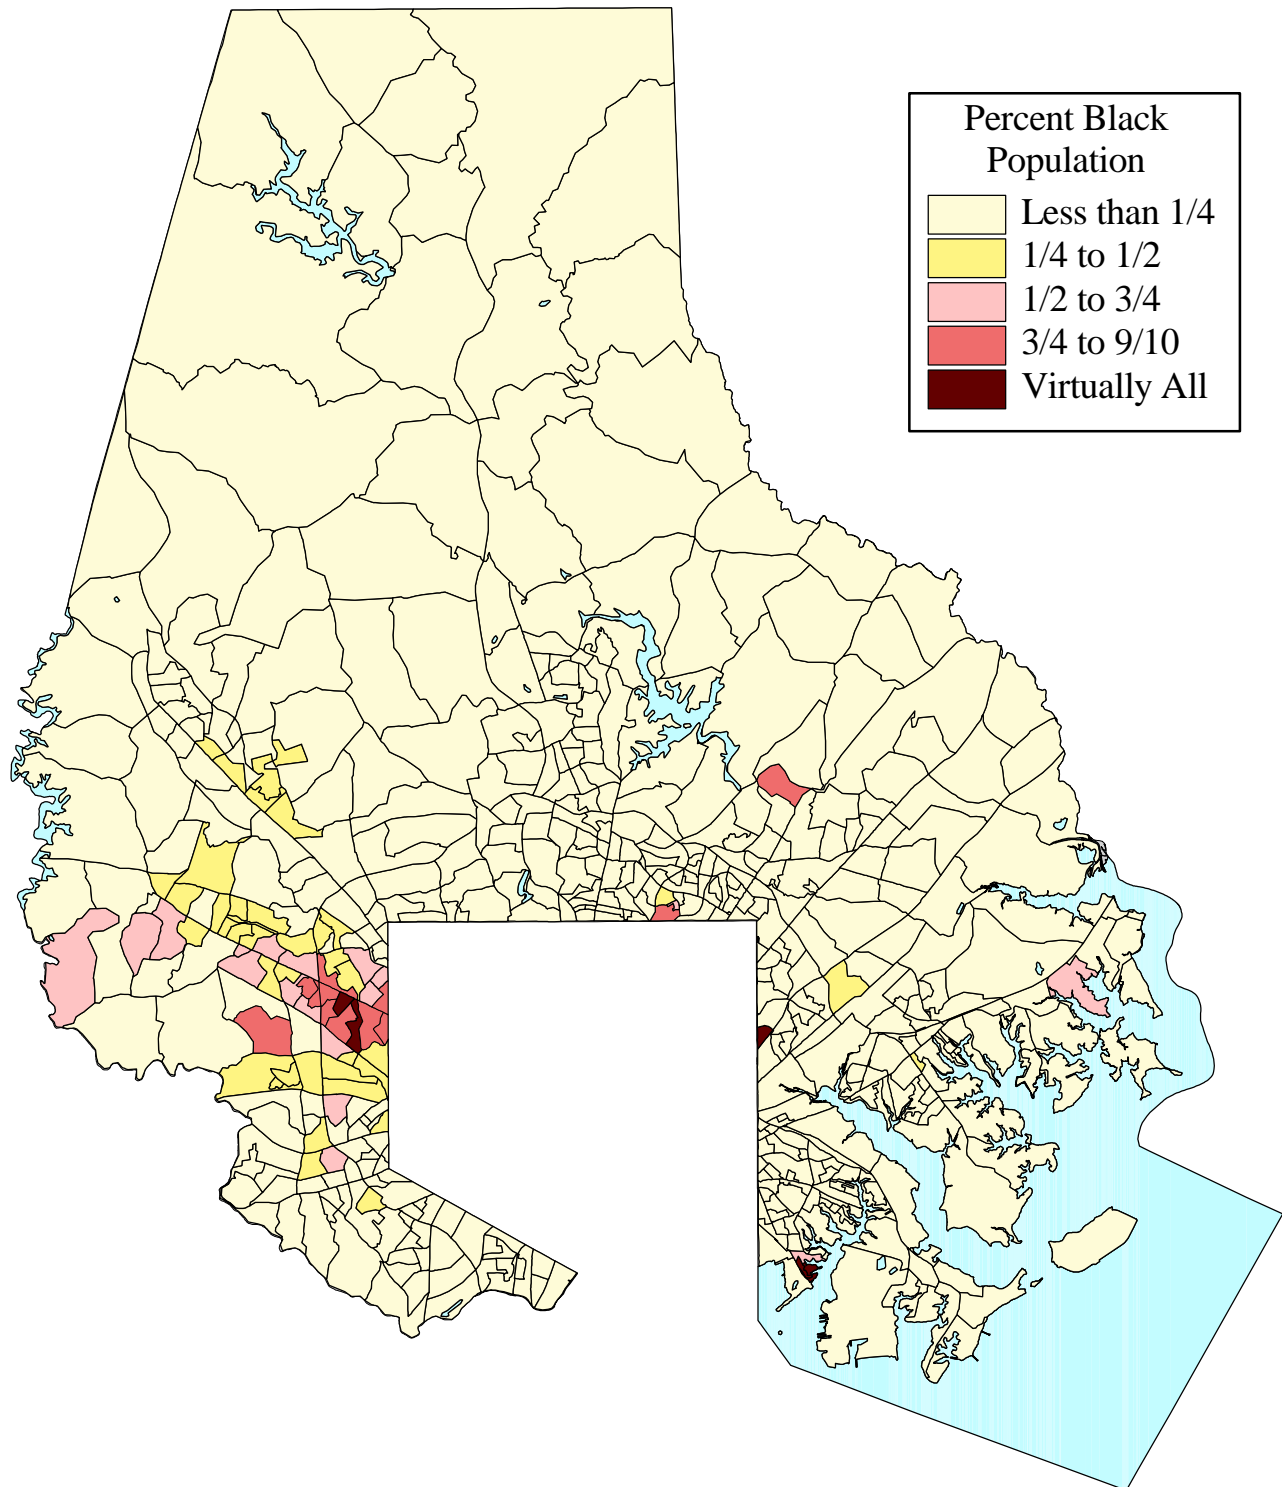 Percent Black
Population
Less than 1/4
1/4 to 1/2
1/2 to 3/4
3/4 to 9/10
Virtually All